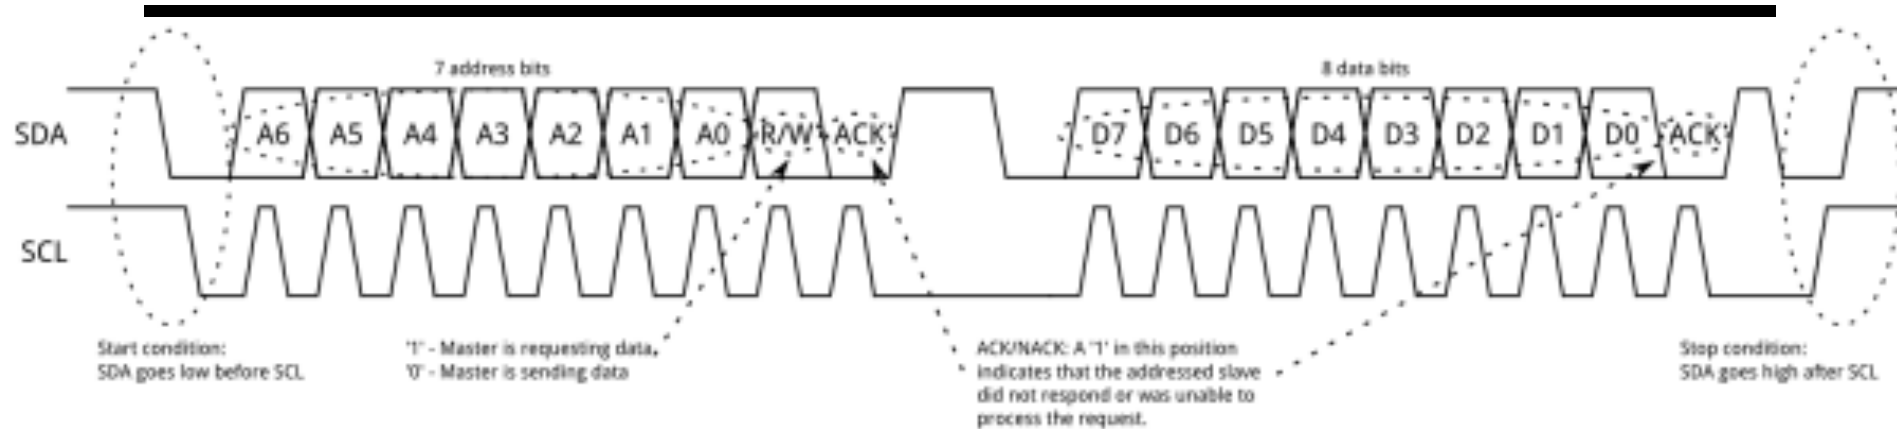 7 address bits
8 data bits
SDA A6 A5 A4 A3 A2 A1 A0 R/W ACK D7 D6 D5 D4 D3 D2 D1 D0 ACK
SCL
Start condition:
SDA goes low before SCL
'1' - Master is requesting data
'0' - Master is sending data
ACK/NACK: A '1' in this position
indicates that the addressed slave
did not respond or was unable to
process the request.
Stop condition:
SDA goes high after SCL